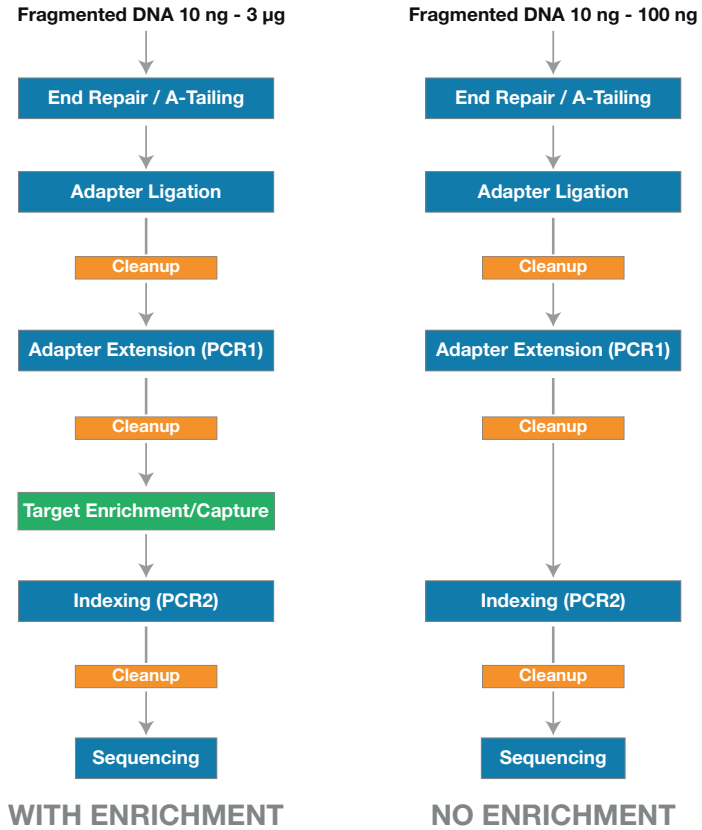 Fragmented DNA 10 ng - 3 µg
End Repair / A-Tailing
Adapter Ligation
Cleanup
Adapter Extension (PCR1)
Cleanup
Target Enrichment/Capture
Indexing (PCR2)
Cleanup
Sequencing
WITH ENRICHMENT
Fragmented DNA 10 ng - 100 ng
End Repair / A-Tailing
Adapter Ligation
Cleanup
Adapter Extension (PCR1)
Cleanup
Indexing (PCR2)
Cleanup
Sequencing
NO ENRICHMENT